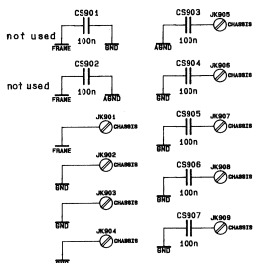 CS901
not used
100n
FRAME
GND
CS902
not used
100n
FRAME
AGND
JK901
CHASSIS
FRAME
JK902
CHASSIS
GND
JK903
CHASSIS
GND
JK904
CHASSIS
GND
CS903
JK905
CHASSIS
100n
AGND
CS904
JK906
CHASSIS
100n
GND
CS905
JK907
CHASSIS
100n
GND
CS906
JK908
CHASSIS
100n
GND
CS907
JK909
CHASSIS
100n
GND